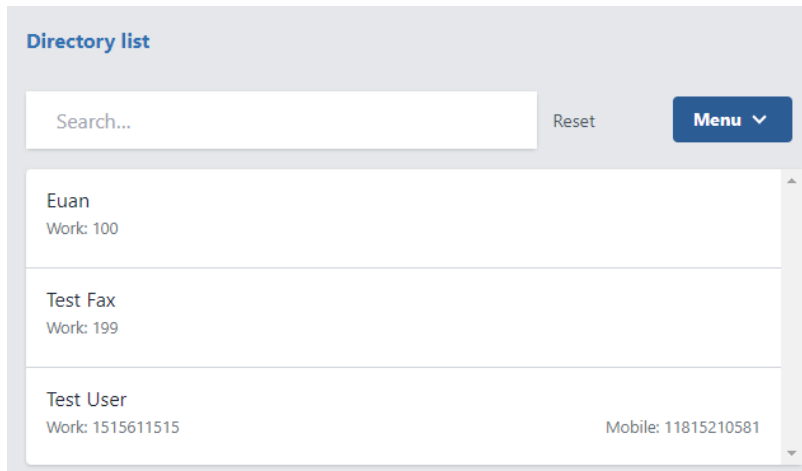 Directory list
Search...
Reset
Menu
Euan
Work: 100
Test Fax
Work: 199
Test User
Work: 1515611515
Mobile: 11815210581